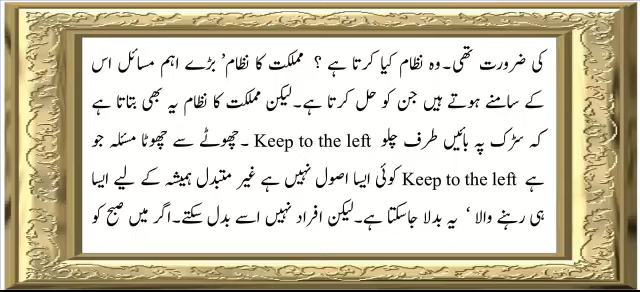 کی ضرورت تھی۔وہ نظام کیا کرتا ہے ؟ مملکت کا نظام’ بڑے اہم مسائل اس
کے سامنے ہوتے ہیں جن کو حل کرتا ہے۔لیکن مملکت کا نظام یہ بھی بتاتا ہے
کہ سڑک پہ بائیں طرف چلو Keep to the left ۔چھوٹے سے چھوٹا مسئلہ جو
ہے Keep to the left کوئی ایسا اصول نہیں ہے غیر متبدل ہمیشہ کے لیے ایسا
ہی رہنے والا ‘ یہ بدلا جاسکتا ہے۔لیکن افراد نہیں اسے بدل سکتے۔اگر میں صبح کو